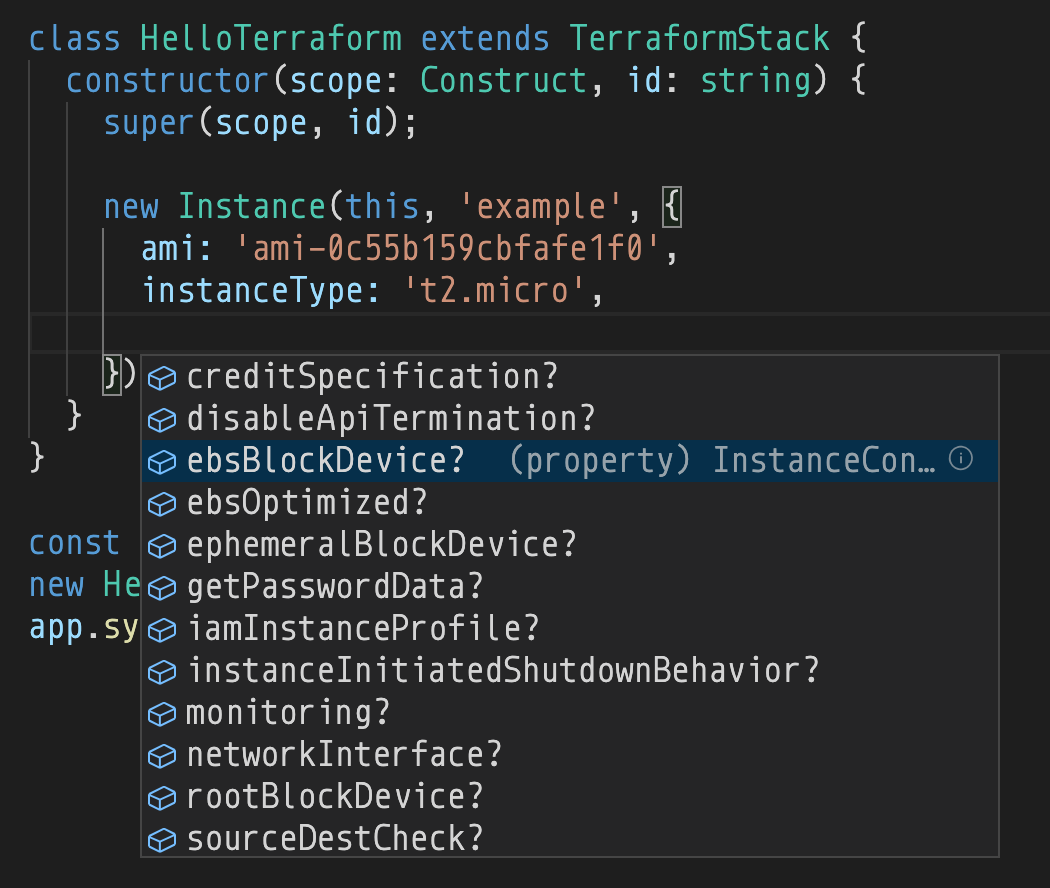 class HelloTerraform extends TerraformStack {
constructor(scope: Construct, id: string) {
super(scope, id);
new Instance(this, 'example', {
ami: 'ami-0c55b159cbfafe1f0',
instanceType: 't2.micro',
})
creditSpecification?
disableApiTermination?
}
ebsBlockDevice? (property) InstanceCon…
}
ebsOptimized?
const
ephemeralBlockDevice?
new He
getPasswordData?
app.sy
iamInstanceProfile?
instanceInitiatedShutdownBehavior?
monitoring?
networkInterface?
rootBlockDevice?
sourceDestCheck?